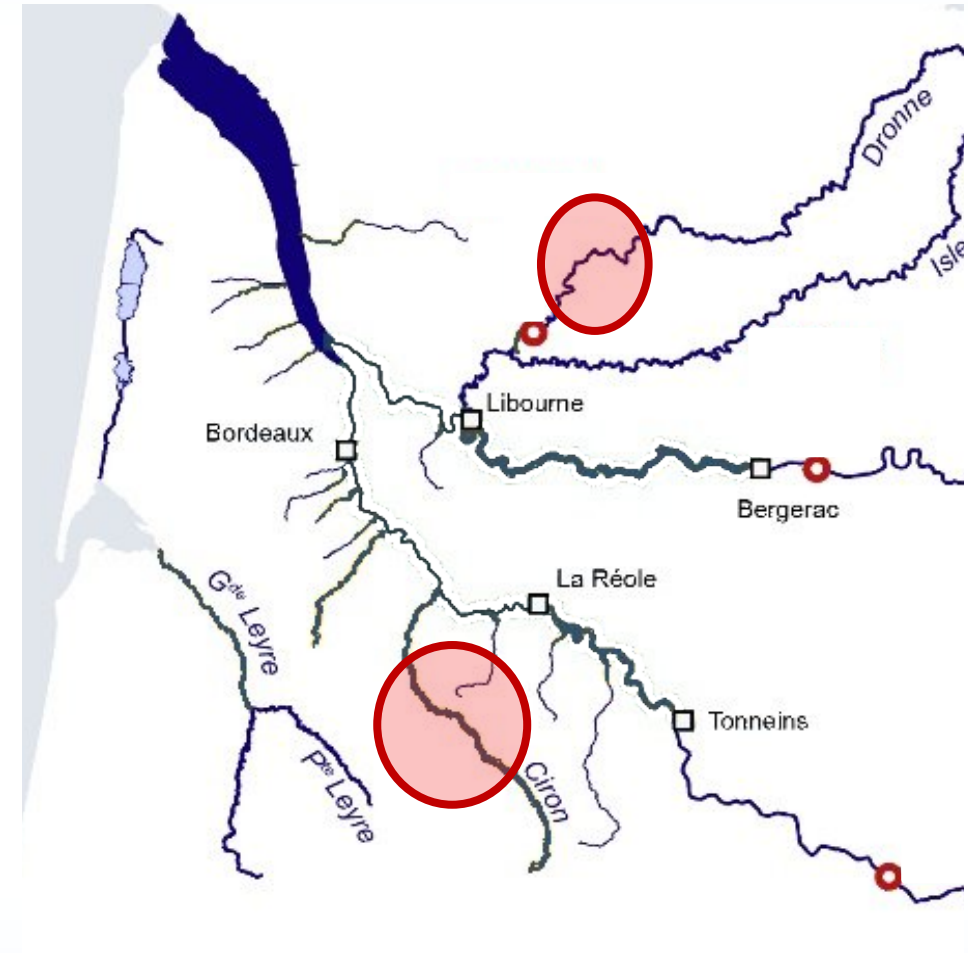 Dronne
Isle
Libourne
Bordeaux
Bergerac
La Réole
Gde Leyre
Tonneins
Pte Leyre
Ciron